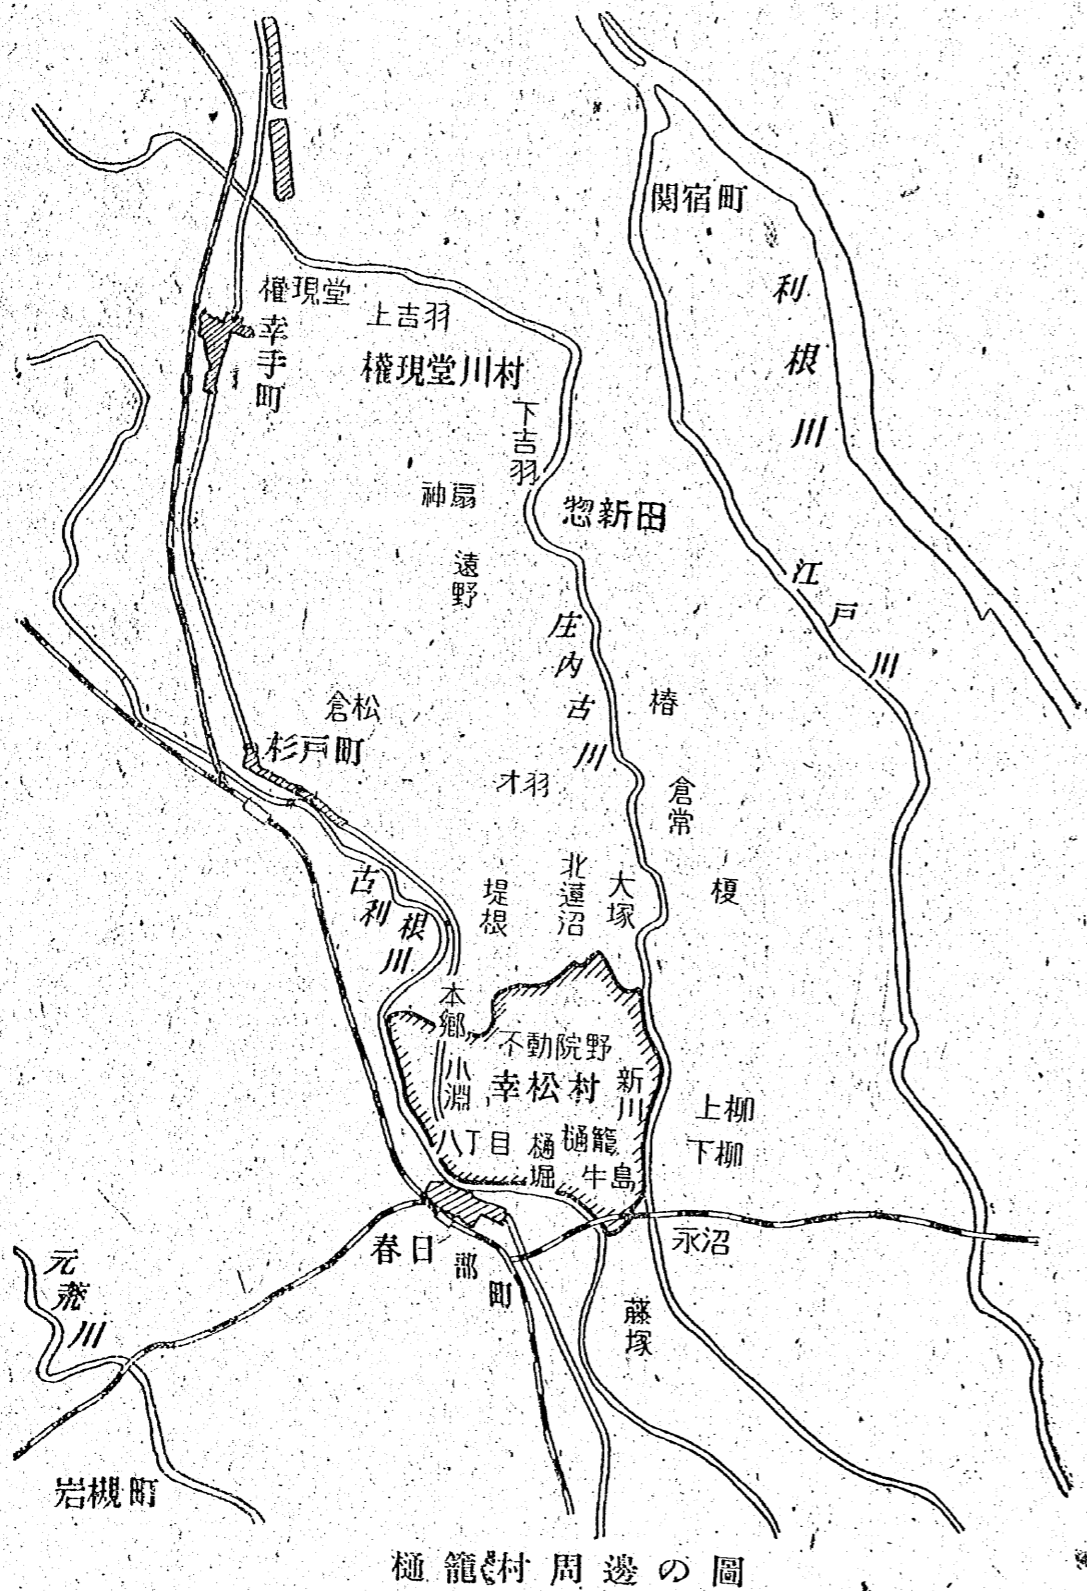 関宿町
利根川
權現堂
上吉羽
幸手町
權現堂川村
下吉羽
神扇
惣新田
遠野
江戸川
庄内古川
椿
倉松
杉戸町
才羽
倉常
古利根川
堤根
北蓮沼
大塚
榎
本郷
不動院野
小淵
幸松村
新川
上柳
八丁目
樋堀
樋籠
下柳
牛島
永沼
春日部町
元荒川
藤塚
岩槻町
樋籠村周邊の圖